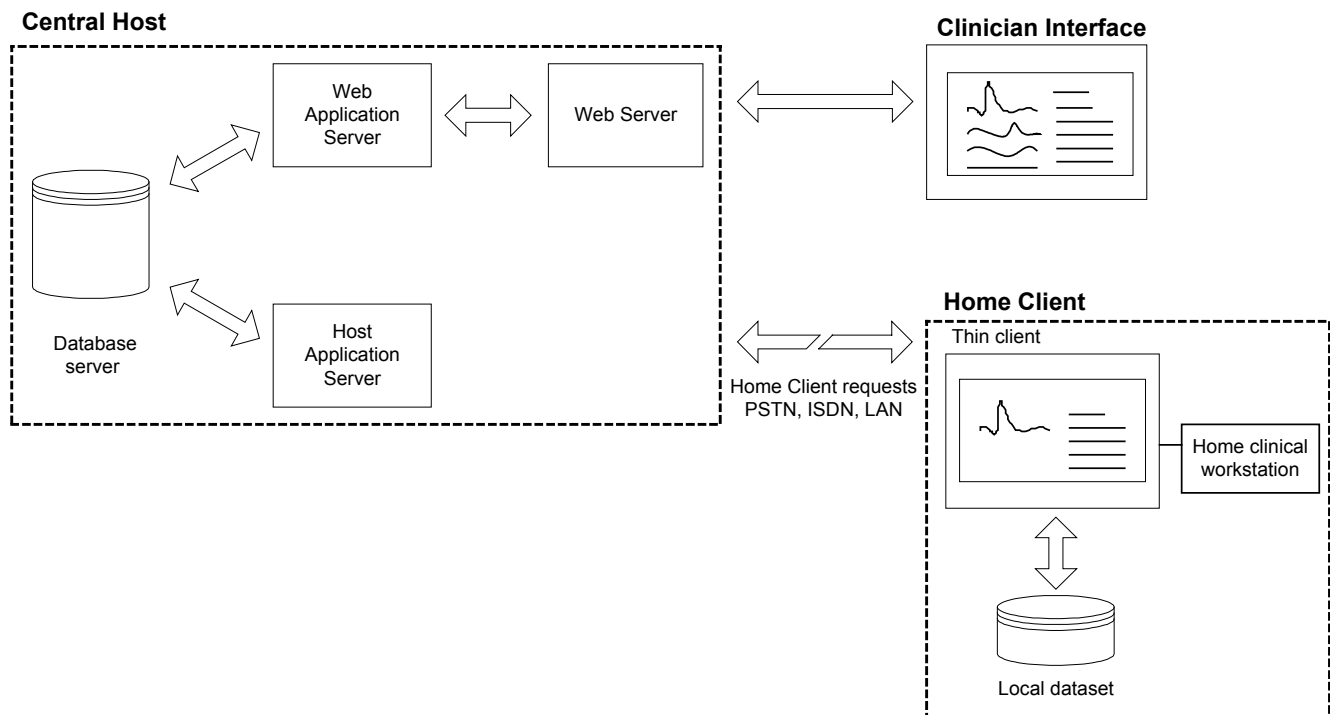 Central Host
Clinician Interface
Web
Application
Server
Web Server
Database
server
Host
Application
Server
Home Client requests
PSTN, ISDN, LAN
Home Client
Thin client
Home clinical
workstation
Local dataset